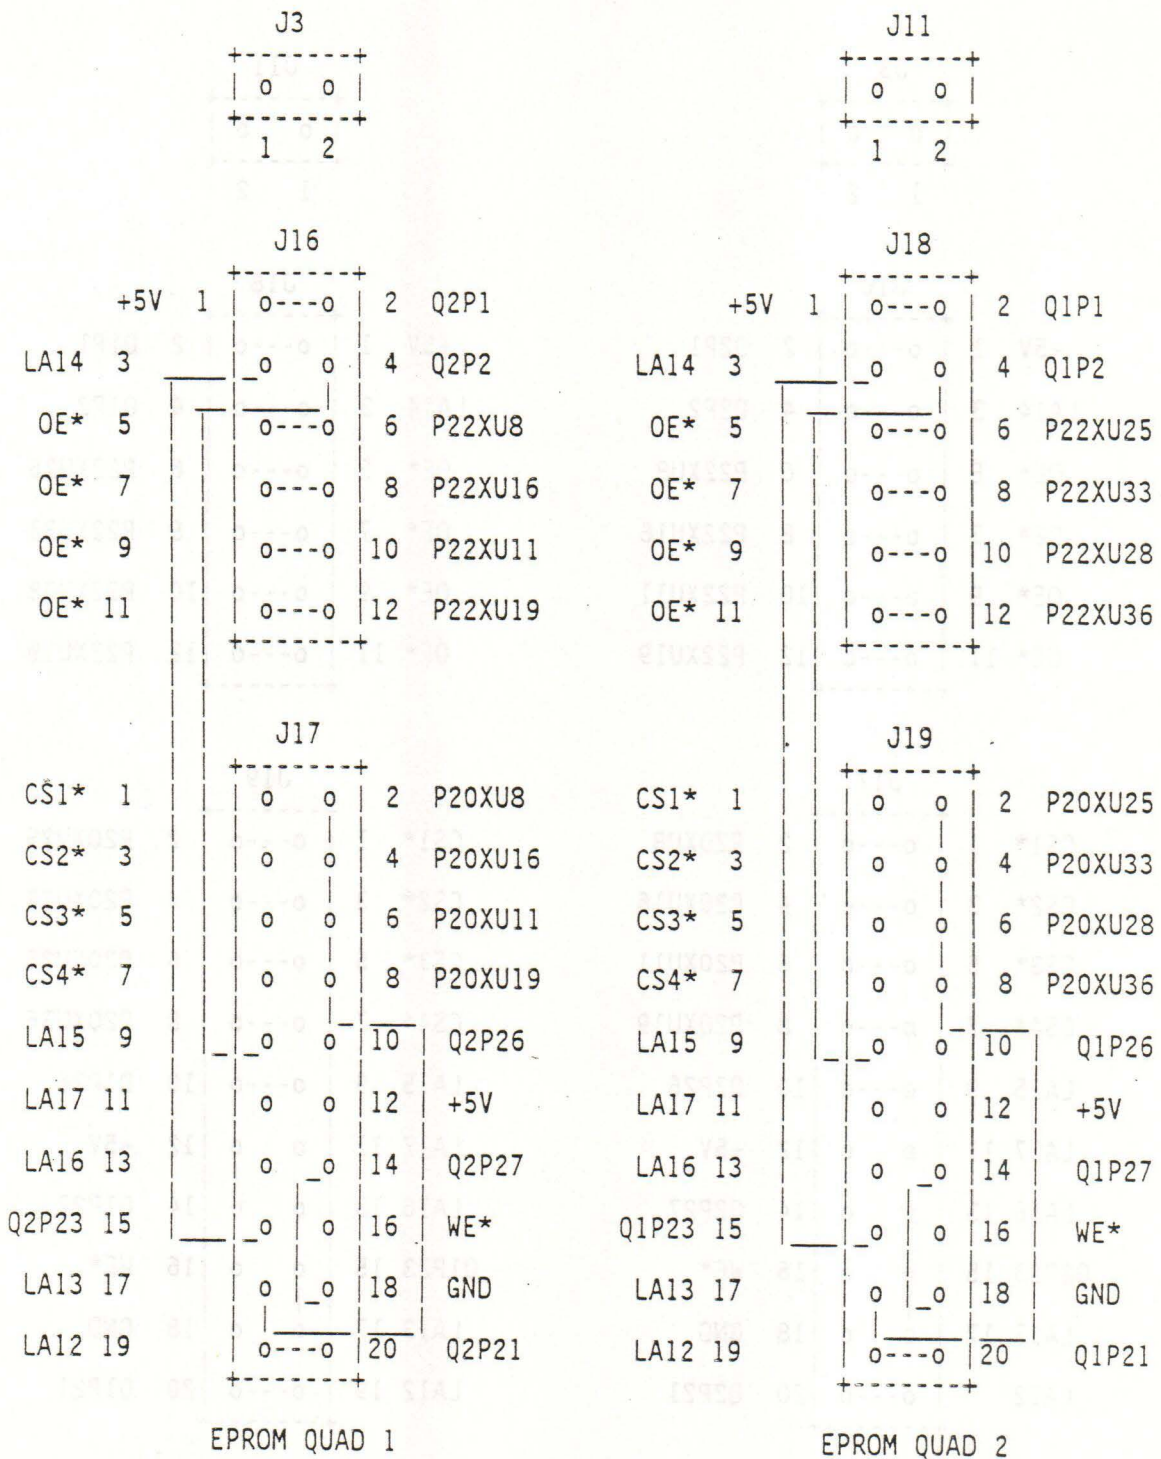 J3 J11
o o o o
1 2 1 2
J16 J18
+5V 1 o---o 2 Q2P1 +5V 1 o---o 2 Q1P1
LA14 3 o o 4 Q2P2 LA14 3 o o 4 Q1P2
OE* 5 o---o 6 P22XU8 OE* 5 o---o 6 P22XU25
OE* 7 o---o 8 P22XU16 OE* 7 o---o 8 P22XU33
OE* 9 o---o 10 P22XU11 OE* 9 o---o 10 P22XU28
OE* 11 o---o 12 P22XU19 OE* 11 o---o 12 P22XU36
J17 J19
CS1* 1 o o 2 P20XU8 CS1* 1 o o 2 P20XU25
CS2* 3 o o 4 P20XU16 CS2* 3 o o 4 P20XU33
CS3* 5 o o 6 P20XU11 CS3* 5 o o 6 P20XU28
CS4* 7 o o 8 P20XU19 CS4* 7 o o 8 P20XU36
LA15 9 o o 10 Q2P26 LA15 9 o o 10 Q1P26
LA17 11 o o 12 +5V LA17 11 o o 12 +5V
LA16 13 o o 14 Q2P27 LA16 13 o o 14 Q1P27
Q2P23 15 o o 16 WE* Q1P23 15 o o 16 WE*
LA13 17 o o 18 GND LA13 17 o o 18 GND
LA12 19 o---o 20 Q2P21 LA12 19 o---o 20 Q1P21
EPROM QUAD 1 EPROM QUAD 2